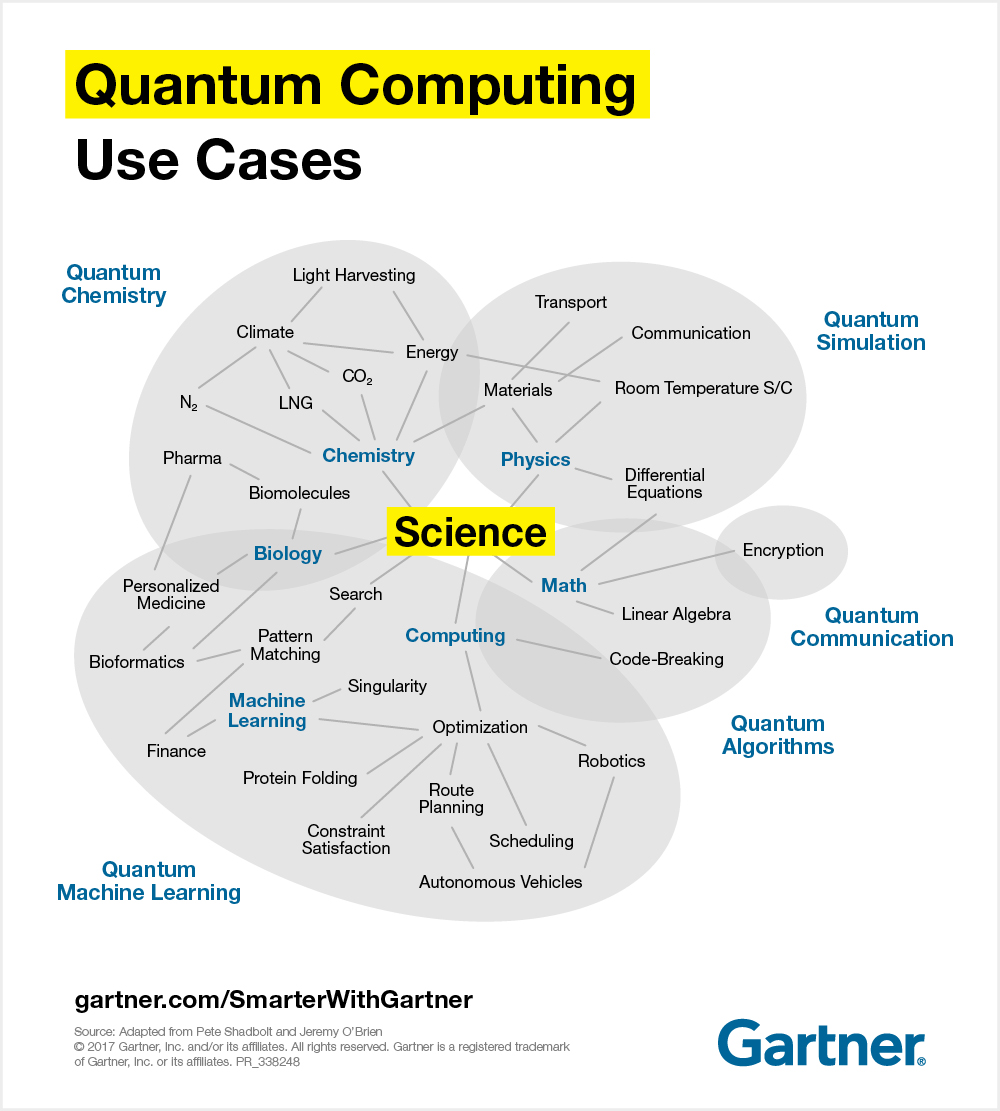 Quantum Computing
Use Cases
Quantum
Chemistry
Light Harvesting
Climate
Energy
CO₂
N₂
LNG
Chemistry
Pharma
Biomolecules
Transport
Communication
Quantum
Simulation
Materials
Room Temperature S/C
Physics
Differential
Equations
Science
Biology
Encryption
Math
Personalized
Medicine
Search
Linear Algebra
Quantum
Communication
Pattern
Matching
Computing
Bioformatics
Code-Breaking
Singularity
Machine
Learning
Optimization
Quantum
Algorithms
Finance
Robotics
Protein Folding
Route
Planning
Constraint
Satisfaction
Scheduling
Autonomous Vehicles
Quantum
Machine Learning
gartner.com/SmarterWithGartner
Source: Adapted from Pete Shadbolt and Jeremy O’Brien
© 2017 Gartner, Inc. and/or its affiliates. All rights reserved. Gartner is a registered trademark
of Gartner, Inc. or its affiliates. PR_338248
Gartner®